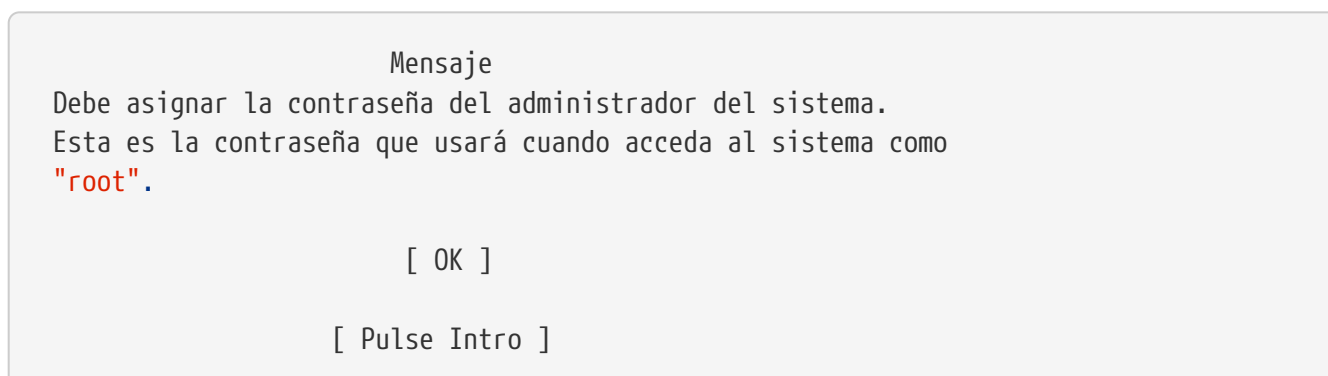 Mensaje
Debe asignar la contraseña del administrador del sistema.
Esta es la contraseña que usará cuando acceda al sistema como
"root".
[ OK ]
[ Pulse Intro ]